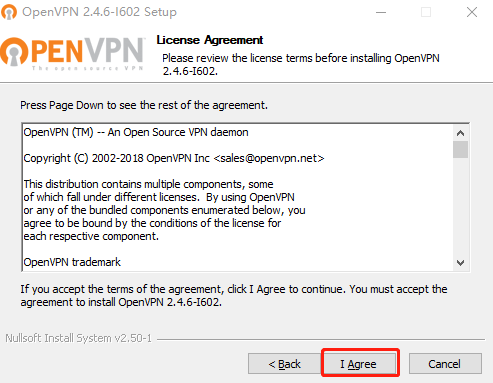 OpenVPN 2.4.6-I602 Setup
OPENVPN
The open source VPN
License Agreement
Please review the license terms before installing OpenVPN
2.4.6-I602.
Press Page Down to see the rest of the agreement.
OpenVPN (TM) -- An Open Source VPN daemon
Copyright (C) 2002-2018 OpenVPN Inc <sales@openvpn.net>
This distribution contains multiple components, some
of which fall under different licenses. By using OpenVPN
or any of the bundled components enumerated below, you
agree to be bound by the conditions of the license for
each respective component.
OpenVPN trademark
If you accept the terms of the agreement, click I Agree to continue. You must accept the
agreement to install OpenVPN 2.4.6-I602.
Nullsoft Install System v2.50-1
< Back
I Agree
Cancel